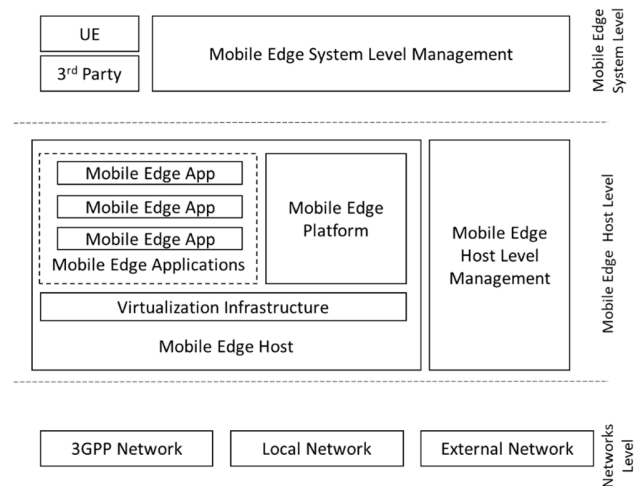 UE
3rd Party
Mobile Edge System Level Management
Mobile Edge
System Level
Mobile Edge App
Mobile Edge App
Mobile Edge App
Mobile Edge Applications
Mobile Edge
Platform
Virtualization Infrastructure
Mobile Edge Host
Mobile Edge
Host Level
Management
Mobile Edge Host Level
3GPP Network
Local Network
External Network
Networks
Level